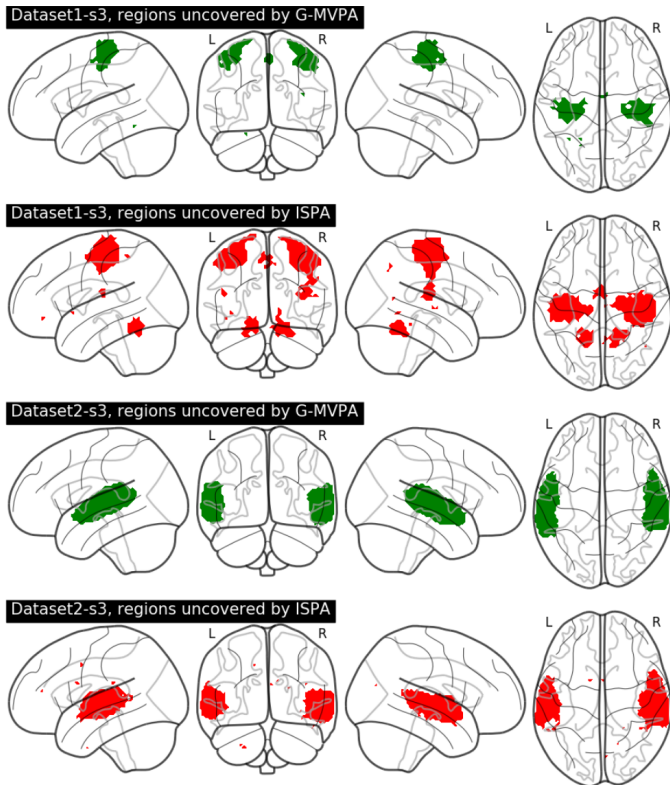 Dataset1-s3, regions uncovered by G-MVPA
L R L
R
Dataset1-s3, regions uncovered by ISPA
L R L
R
Dataset2-s3, regions uncovered by G-MVPA
L R L
R
Dataset2-s3, regions uncovered by ISPA
L R L
R